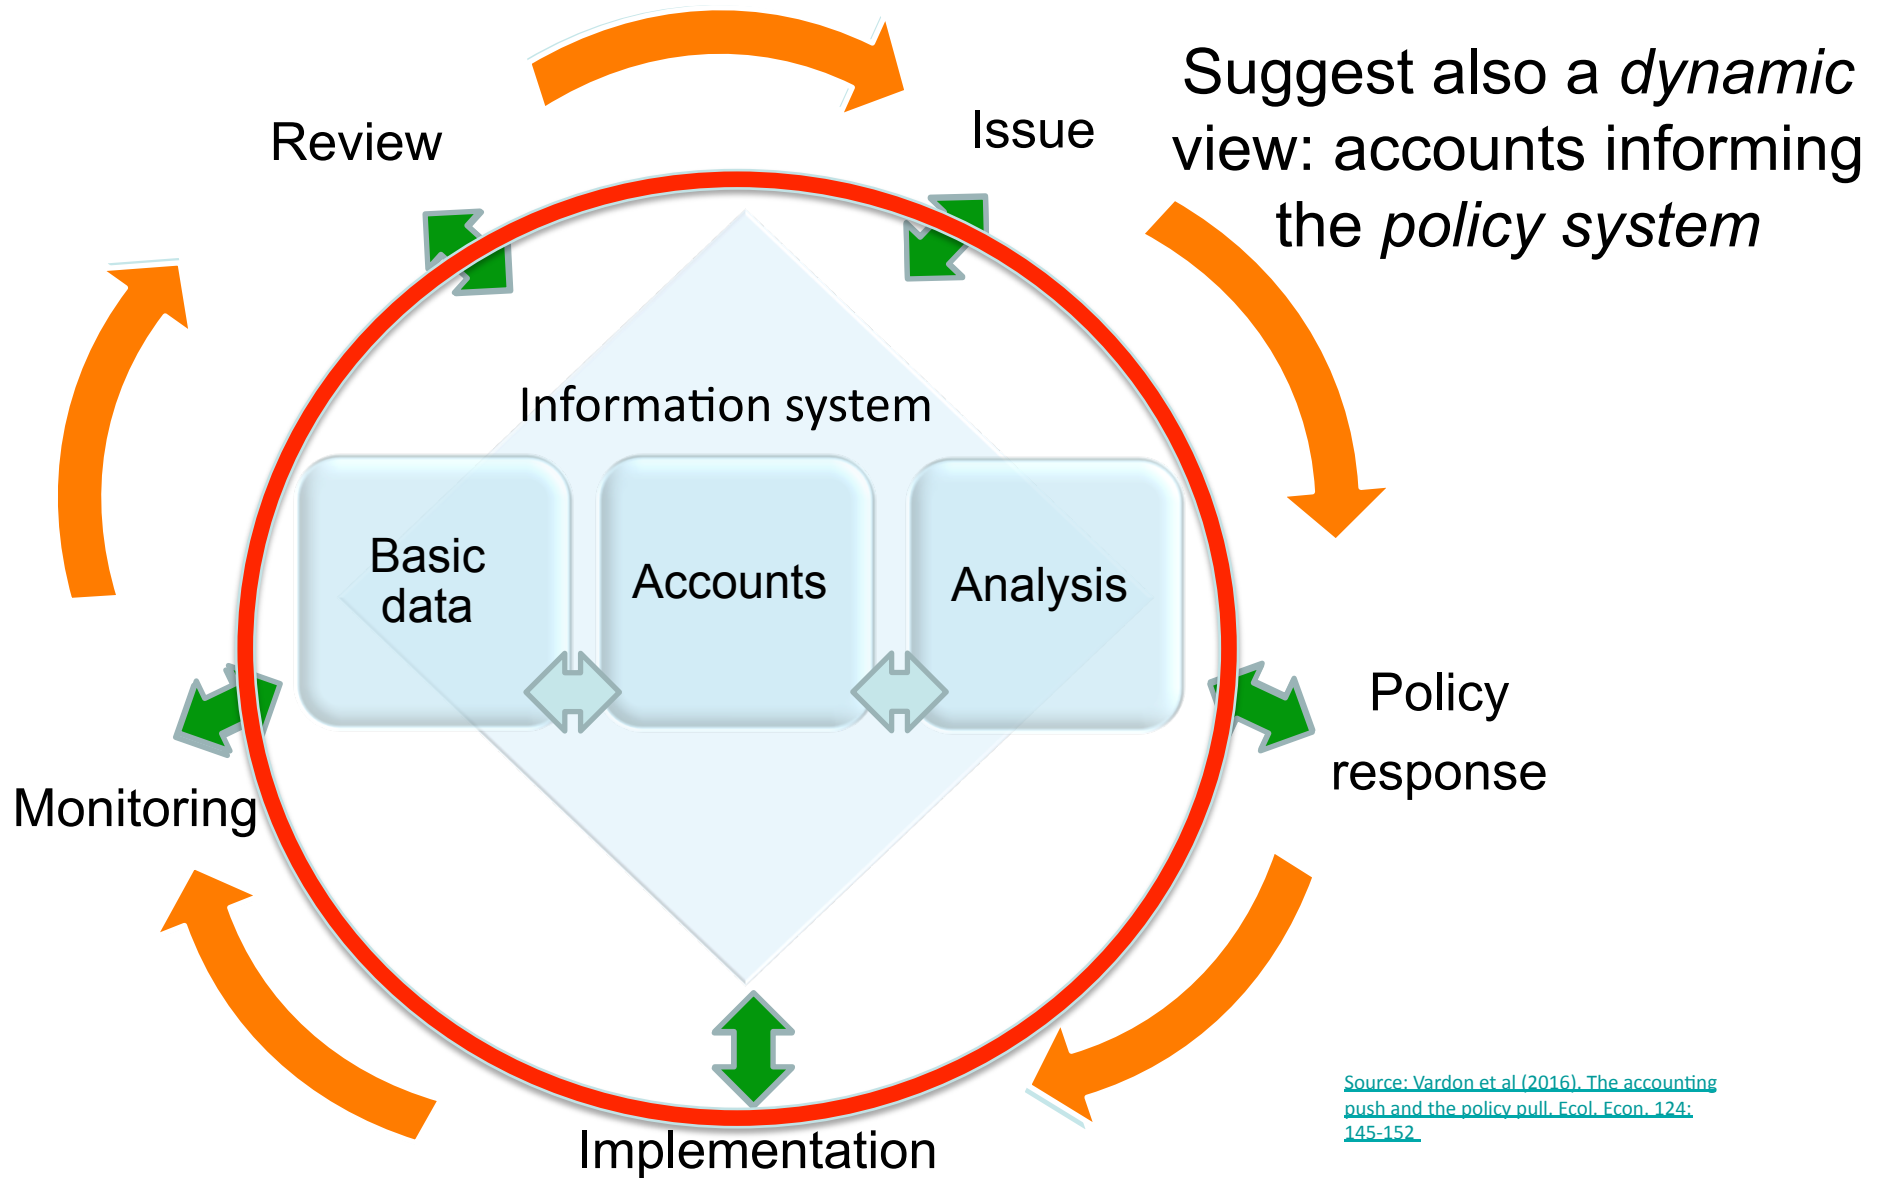 Suggest also a dynamic
view: accounts informing
the policy system
Review
Issue
Information system
Basic
data
Accounts
Analysis
Policy
response
Monitoring
Implementation
Source: Vardon et al (2016). The accounting
push and the policy pull. Ecol. Econ. 124:
145-152